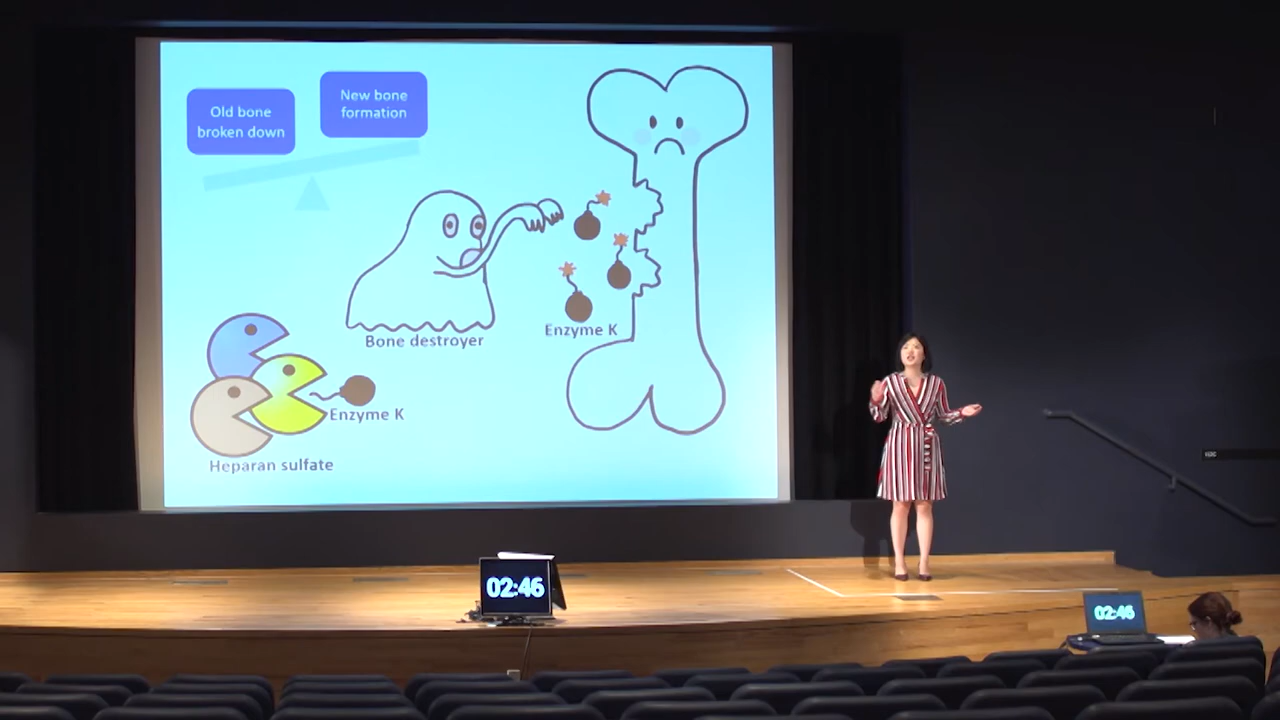 Old bone
broken down
New bone
formation
Bone destroyer
Enzyme K
Enzyme K
Heparan sulfate
02:46
02:46